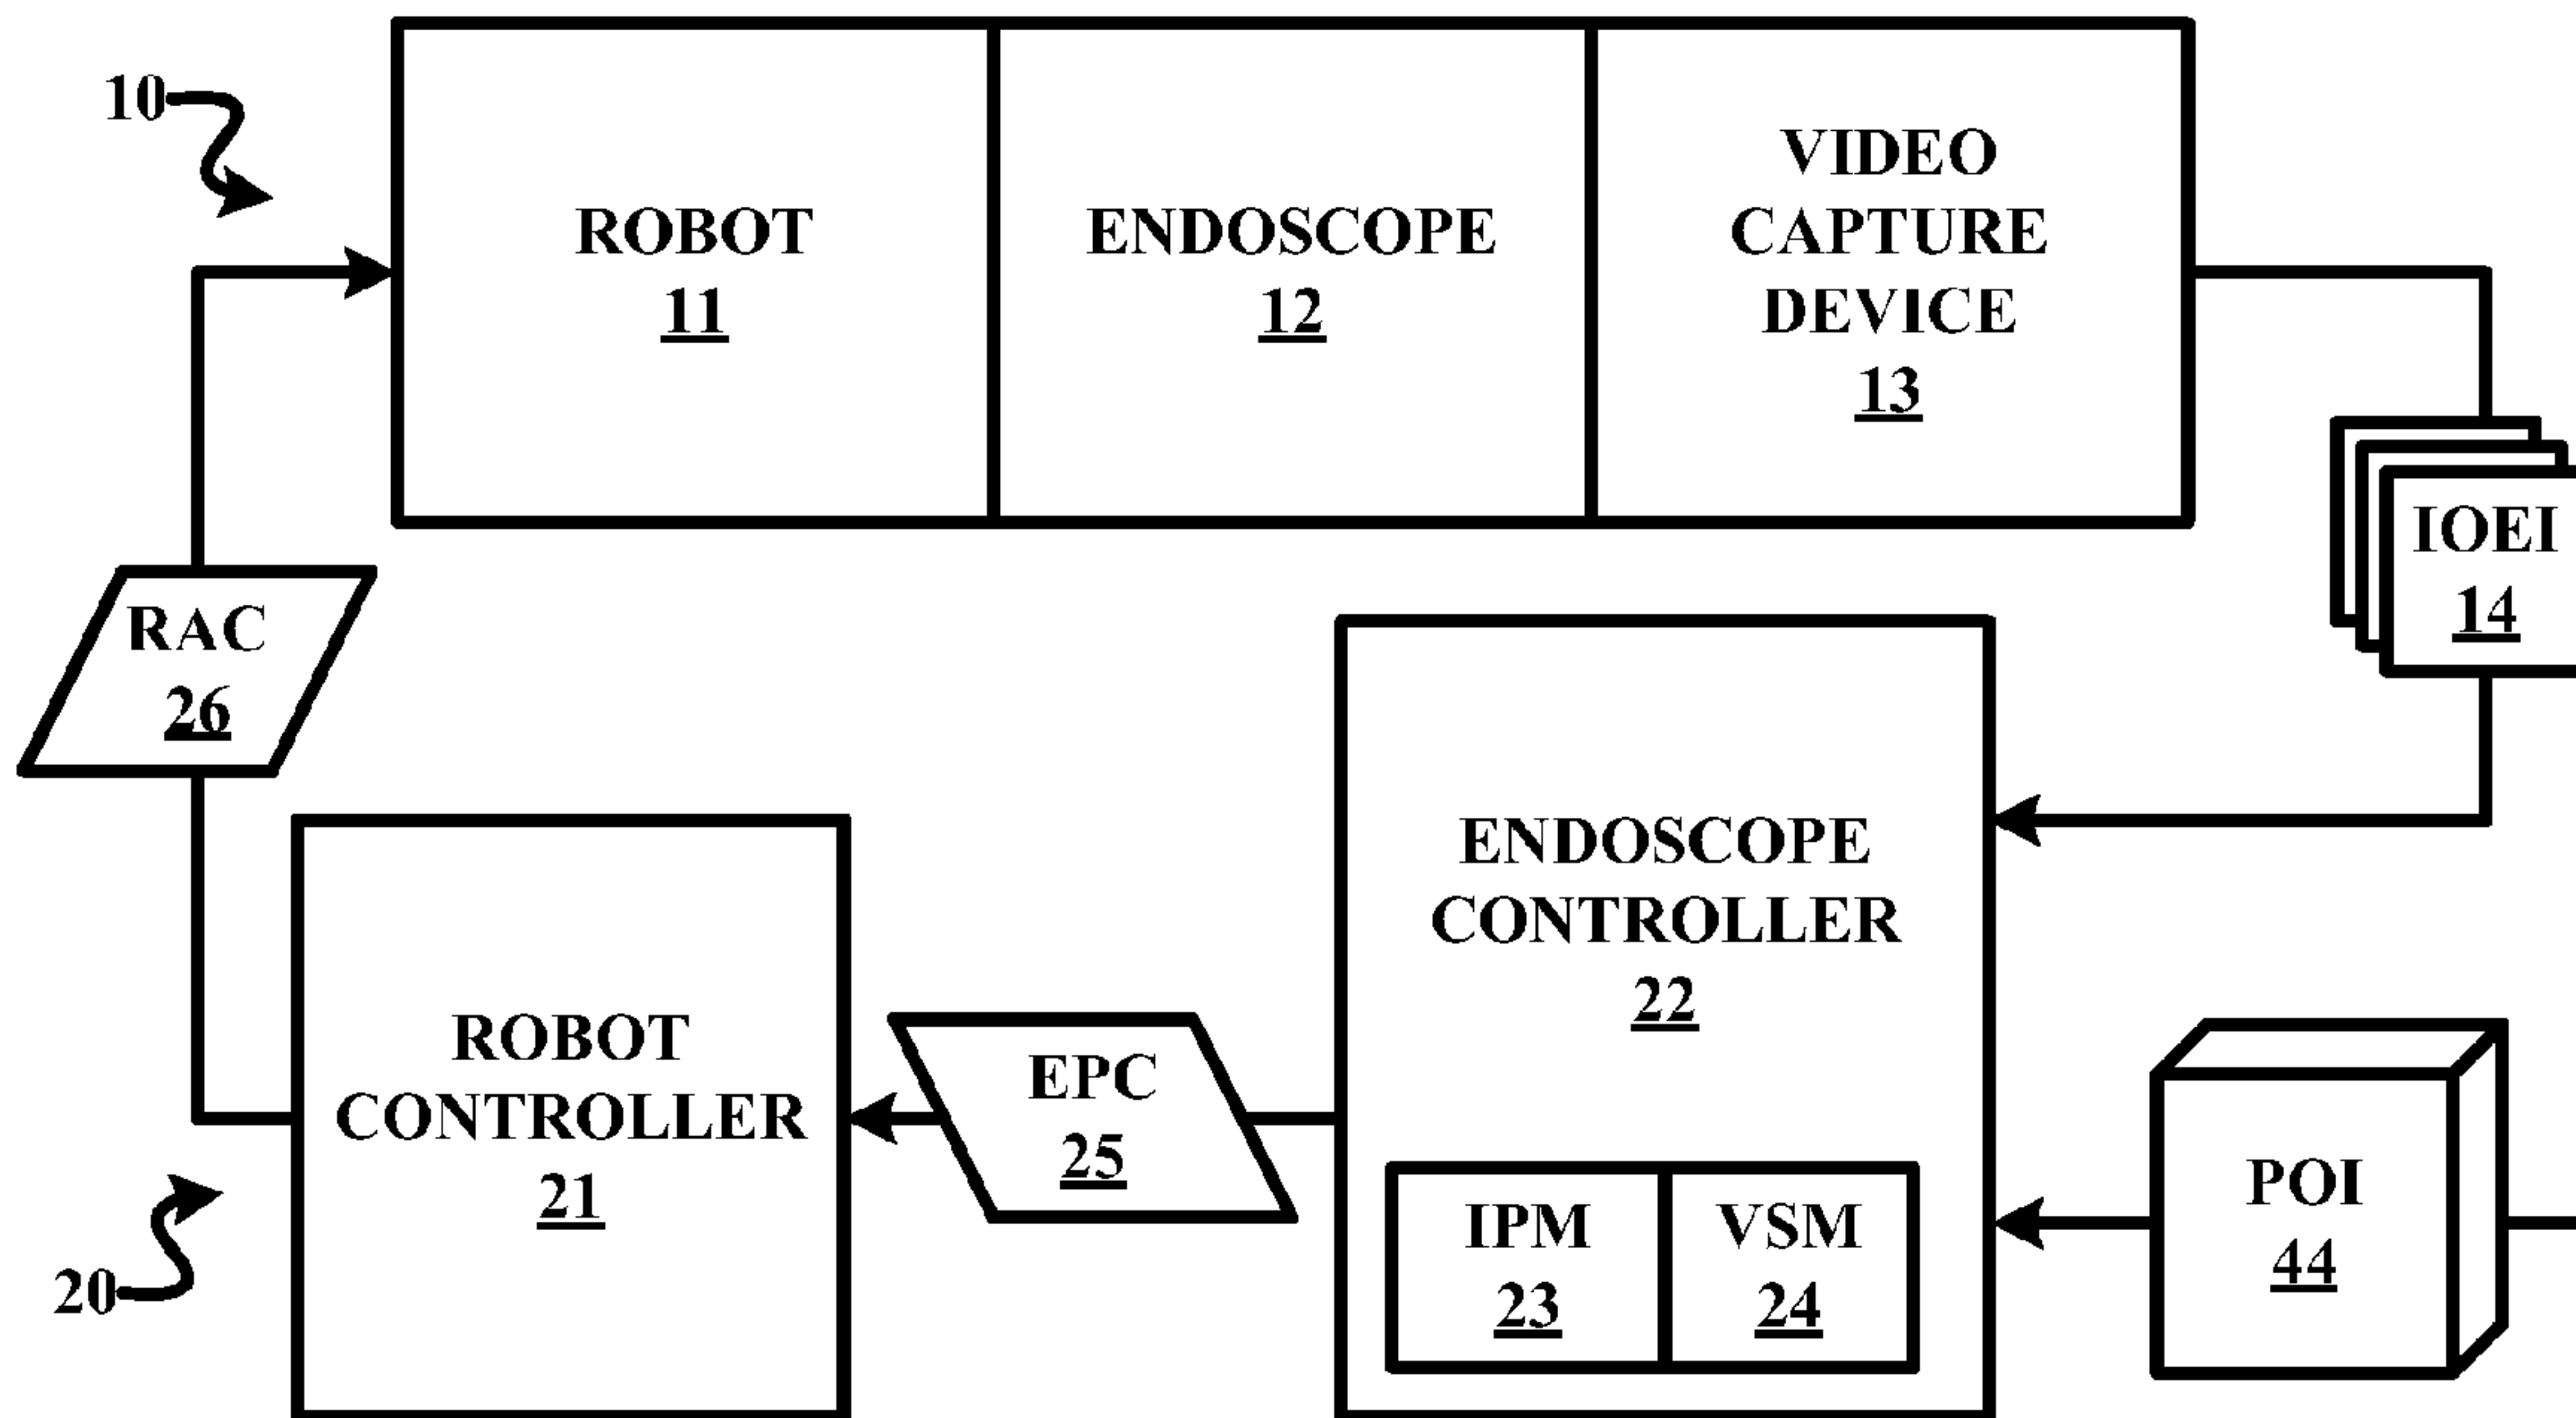 10
ROBOT
11
ENDOSCOPE
12
VIDEO
CAPTURE
DEVICE
13
IOEI
14
RAC
26
ROBOT
CONTROLLER
21
EPC
25
ENDOSCOPE
CONTROLLER
22
IPM
23
VSM
24
POI
44
20